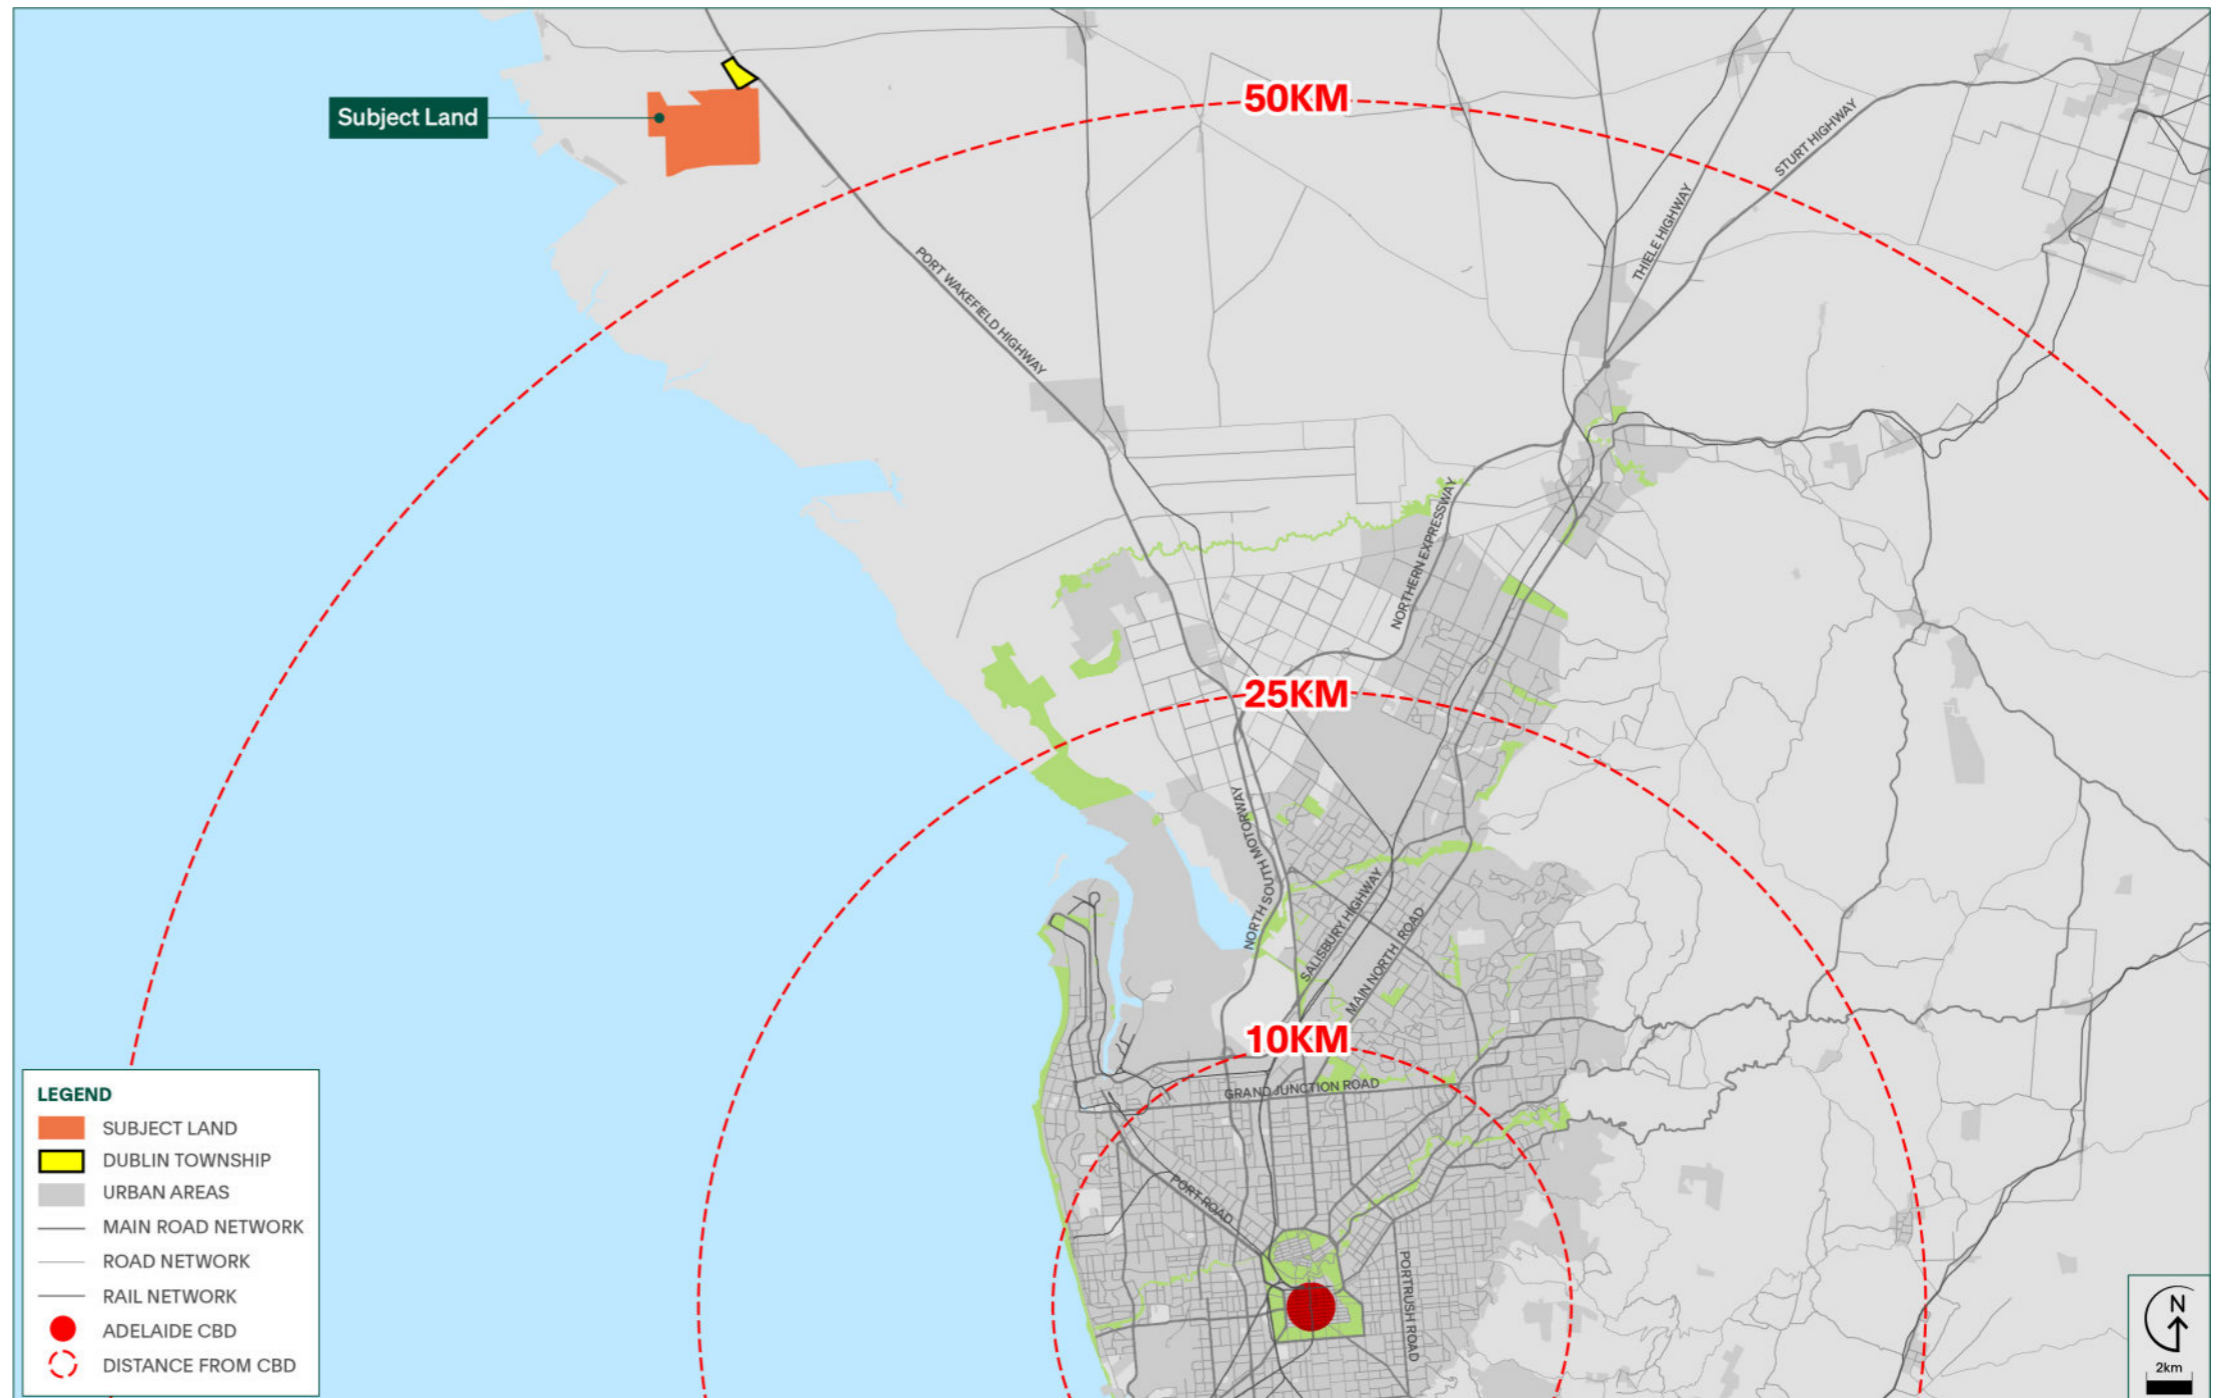 50KM
Subject Land
STURT HIGHWAY
THIELE HIGHWAY
PORT WAKEFIELD HIGHWAY
NORTHERN EXPRESSWAY
25KM
NORTH SOUTH MOTORWAY
SALISBURY HIGHWAY
MAIN NORTH ROAD
10KM
GRAND JUNCTION ROAD
PORT ROAD
PORTRUSH ROAD
LEGEND
SUBJECT LAND
DUBLIN TOWNSHIP
URBAN AREAS
MAIN ROAD NETWORK
ROAD NETWORK
RAIL NETWORK
ADELAIDE CBD
DISTANCE FROM CBD
N
2km